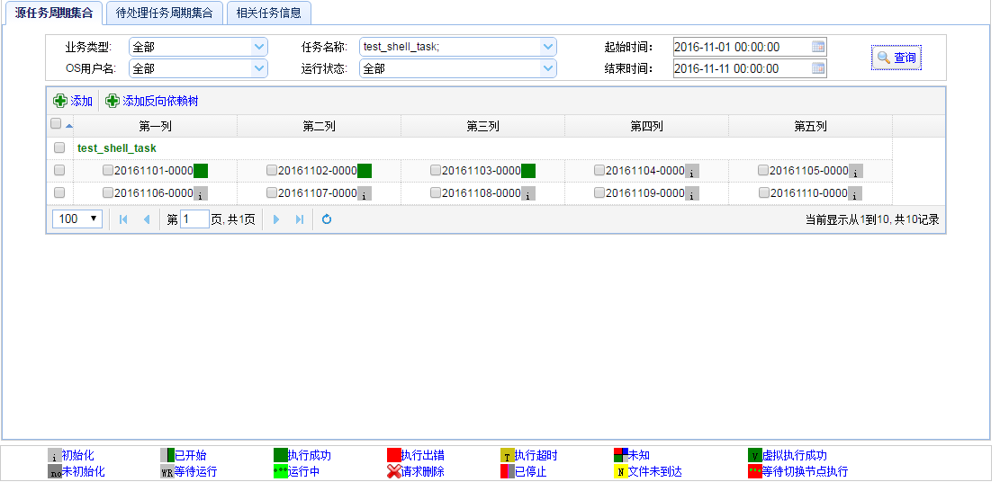 源任务周期集合 待处理任务周期集合 相关任务信息
业务类型: 全部 任务名称: test_shell_task; 起始时间： 2016-11-01 00:00:00 查询
OS用户名: 全部 运行状态: 全部 结束时间： 2016-11-11 00:00:00
添加 添加反向依赖树
第一列 第二列 第三列 第四列 第五列
test_shell_task
20161101-0000 20161102-0000 20161103-0000 20161104-0000 i 20161105-0000 i
20161106-0000 i 20161107-0000 i 20161108-0000 i 20161109-0000 i 20161110-0000 i
100 第 1 页, 共1页 当前显示从1到10, 共10记录
i 初始化 已开始 执行成功 执行出错 T 执行超时 未知 V 虚拟执行成功
no 未初始化 WR 等待运行 运行中 请求删除 已停止 N 文件未到达 等待切换节点执行